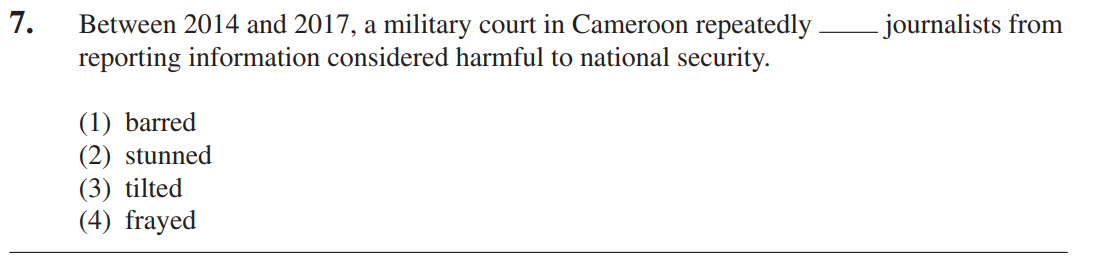 7. Between 2014 and 2017, a military court in Cameroon repeatedly ____ journalists from
reporting information considered harmful to national security.
(1) barred
(2) stunned
(3) tilted
(4) frayed